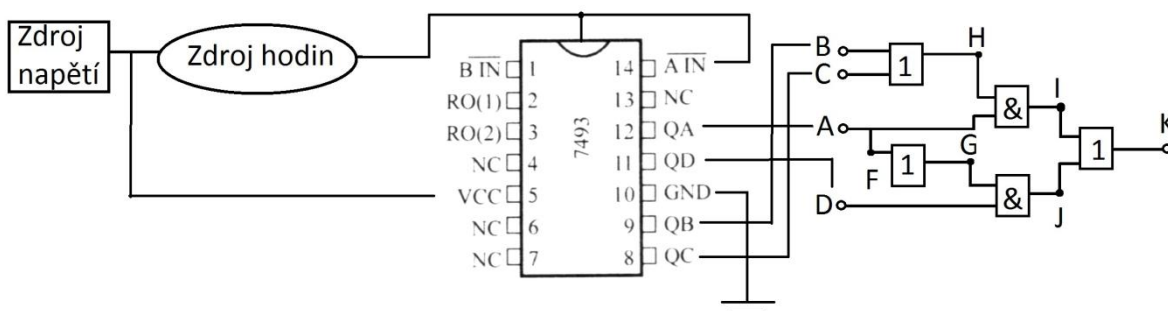 Zdroj
napětí
Zdroj hodin
B IN 1
RO(1) 2
RO(2) 3
NC 4
VCC 5
NC 6
NC 7
7493
14 A IN
13 NC
12 QA
11 QD
10 GND
9 QB
8 QC
B
C
A
F
D
1
H
1
G
&
&
I
J
1
K